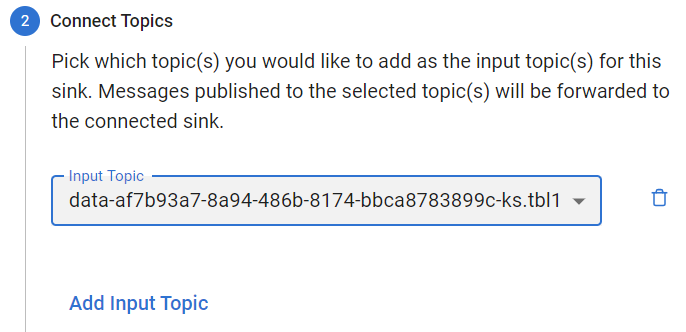 2 Connect Topics
Pick which topic(s) you would like to add as the input topic(s) for this
sink. Messages published to the selected topic(s) will be forwarded to
the connected sink.
Input Topic
data-af7b93a7-8a94-486b-8174-bbca8783899c-ks.tbl1
Add Input Topic